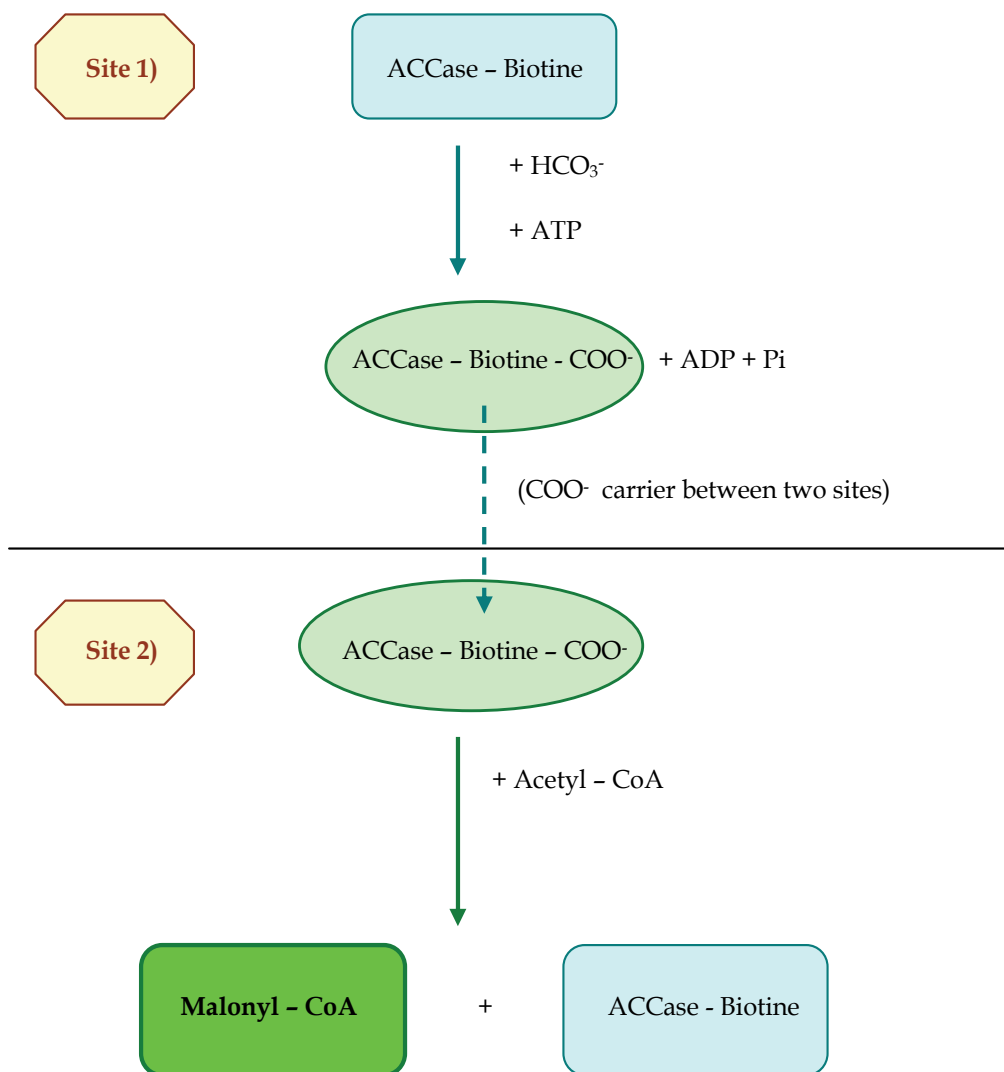 Site 1)
ACCase – Biotine
+ HCO₃⁻
+ ATP
ACCase – Biotine - COO⁻ + ADP + Pi
(COO⁻ carrier between two sites)
Site 2)
ACCase – Biotine – COO⁻
+ Acetyl – CoA
Malonyl – CoA + ACCase - Biotine